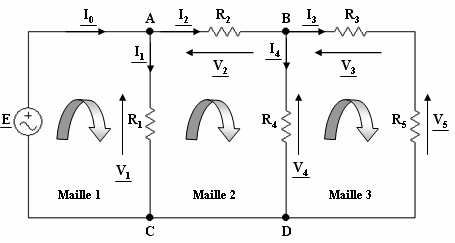 I0 A I2 R2 B I3 R3
I1 V2 I4 V3
+
E R1 R4 R5 V5
V1 V4
Maille 1 Maille 2 Maille 3
C D